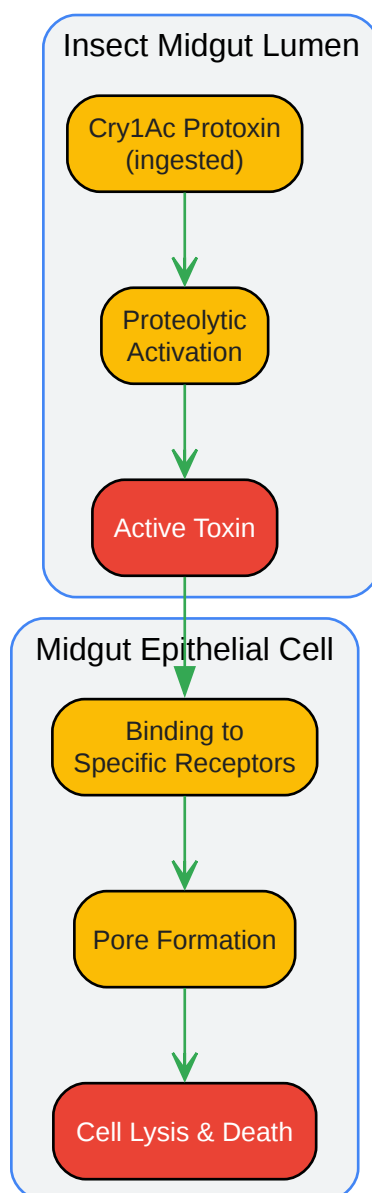 Insect Midgut Lumen
Cry1Ac Protoxin
(ingested)
Proteolytic
Activation
Active Toxin
Midgut Epithelial Cell
Binding to
Specific Receptors
Pore Formation
Cell Lysis & Death